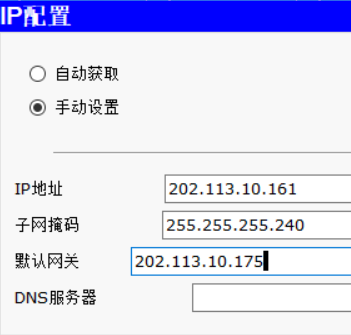 IP配置
自动获取
手动设置
IP地址 202.113.10.161
子网掩码 255.255.255.240
默认网关 202.113.10.175
DNS服务器